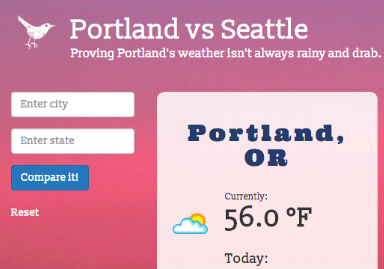 Portland vs Seattle
Proving Portland's weather isn't always rainy and drab.
Enter city
Enter state
Compare it!
Reset
Portland,
OR
Currently:
56.0 °F
Today: